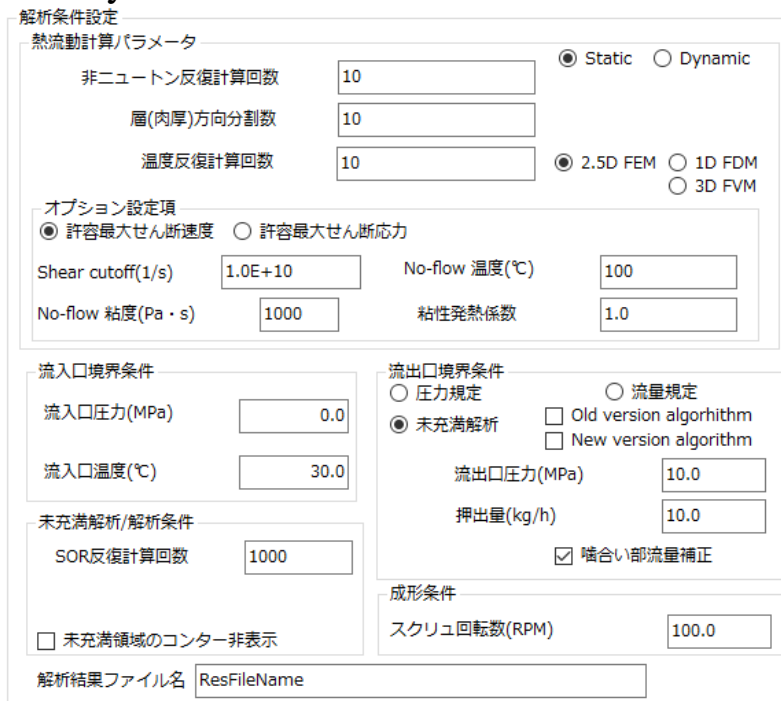 解析条件設定
熱流動計算パラメータ
Static Dynamic
非ニュートン反復計算回数 10
層(肉厚)方向分割数 10
温度反復計算回数 10 2.5D FEM 1D FDM
3D FVM
オプション設定項
許容最大せん断速度 許容最大せん断応力
Shear cutoff(1/s) 1.0E+10 No-flow 温度(℃) 100
No-flow 粘度(Pa・s) 1000 粘性発熱係数 1.0
流入口境界条件
流入口圧力(MPa) 0.0
流入口温度(℃) 30.0
流出口境界条件
圧力規定 流量規定
未充満解析 Old version algorhithm
New version algorithm
流出口圧力(MPa) 10.0
押出量(kg/h) 10.0
噛合い部流量補正
未充満解析/解析条件
SOR反復計算回数 1000
未充満領域のコンター非表示
成形条件
スクリュ回転数(RPM) 100.0
解析結果ファイル名 ResFileName